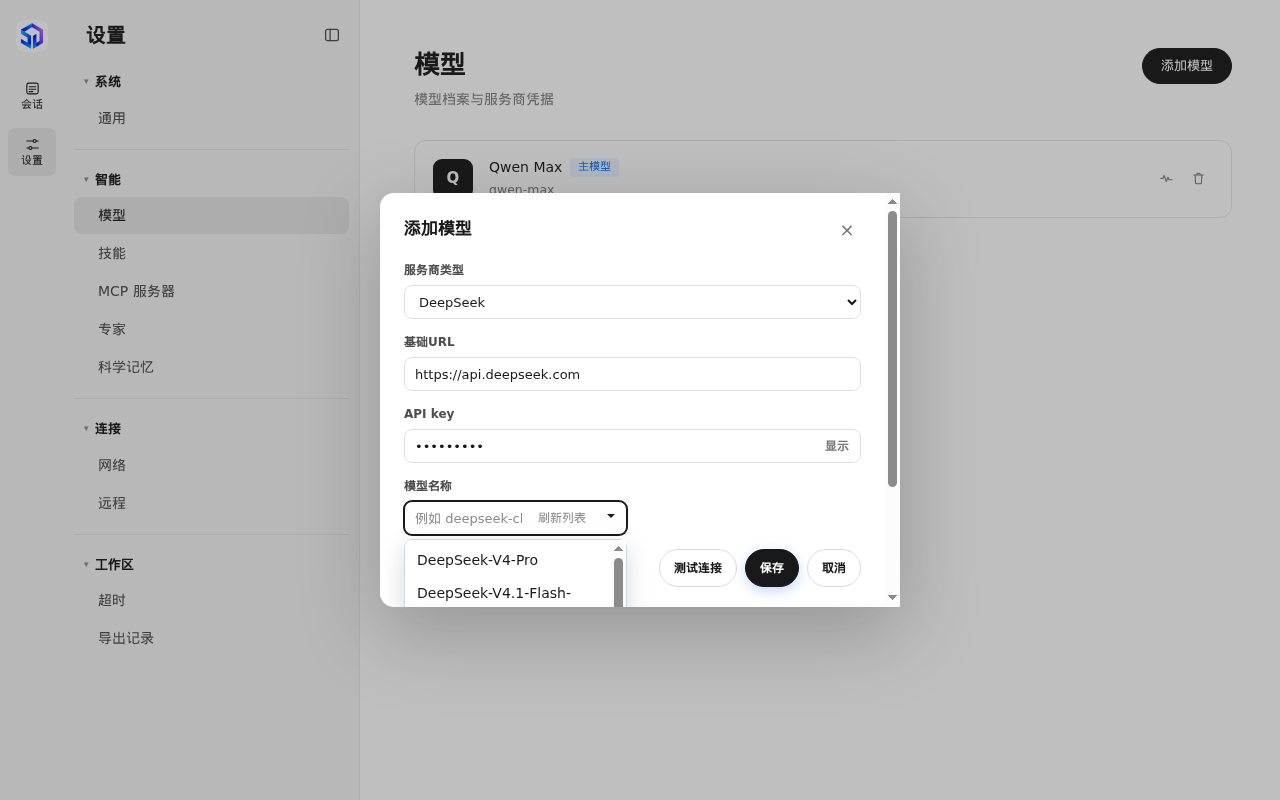 设置
会话
设置
系统
通用
智能
模型
技能
MCP 服务器
专家
科学记忆
连接
网络
远程
工作区
超时
导出记录
模型
添加模型
模型档案与服务商凭据
Q
Qwen Max 主模型
qwen-max
添加模型
服务商类型
DeepSeek
基础URL
https://api.deepseek.com
API key
•••••••••
显示
模型名称
例如 deepseek-cl 刷新列表
DeepSeek-V4-Pro
DeepSeek-V4.1-Flash-
测试连接 保存 取消